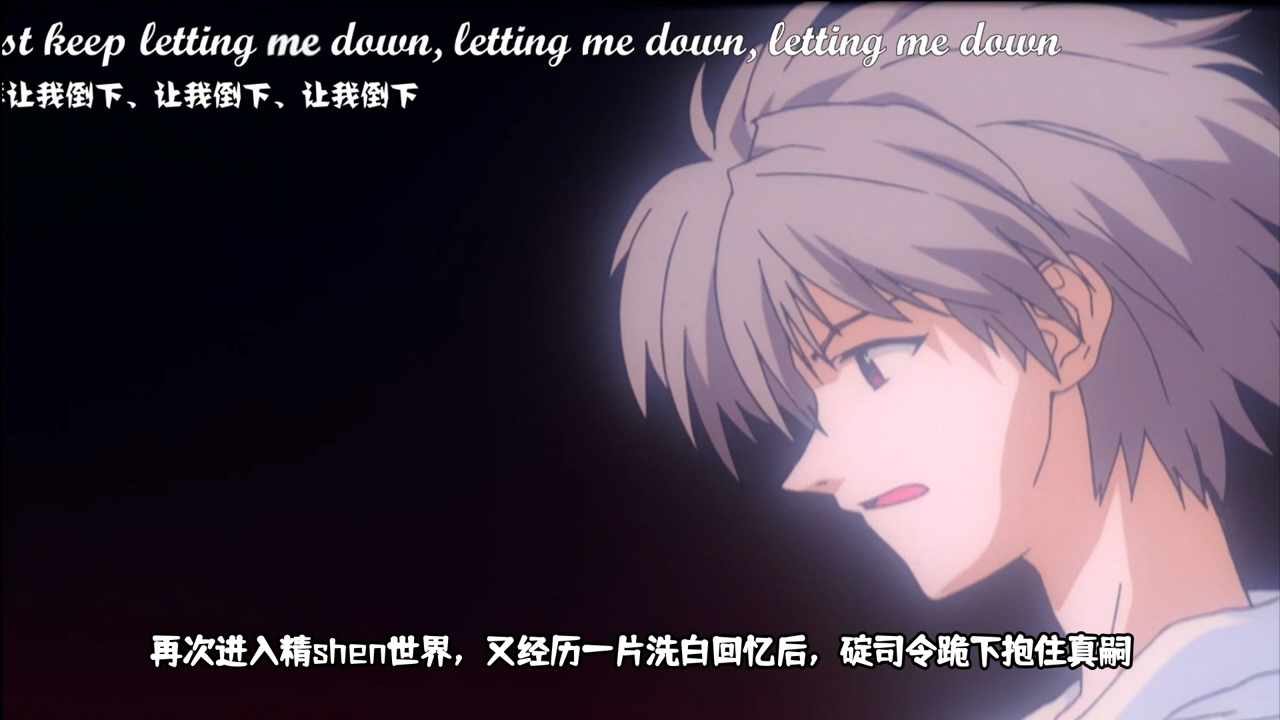 st keep letting me down, letting me down, letting me down
让我倒下、让我倒下、让我倒下
再次进入精shen世界，又经历一片洗白回忆后，碇司令跪下抱住真嗣